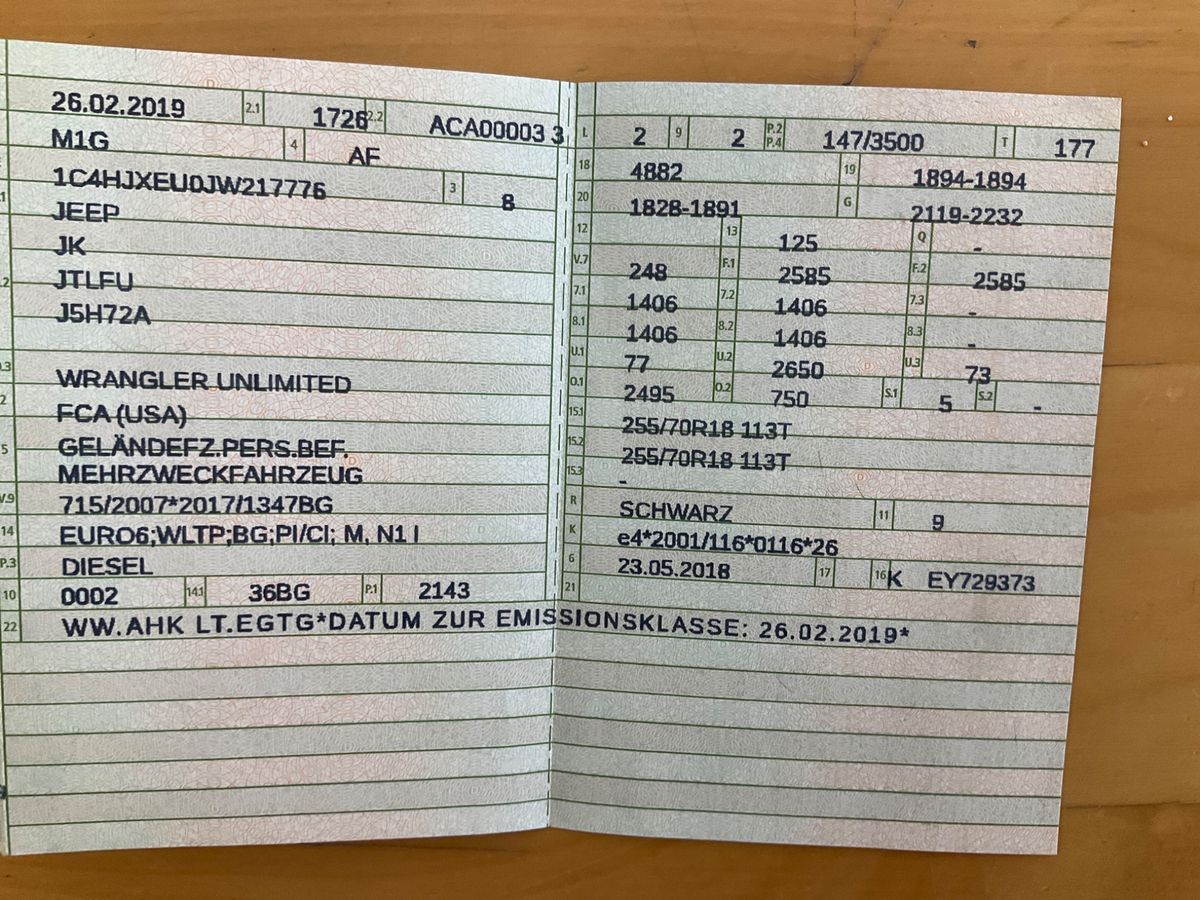 26.02.2019 2.1 1726 2.2 ACA00003 3
M1G 4 AF
1C4HJXEU0JW217776 3 8
JEEP
JK
JTLFU
J5H72A
WRANGLER UNLIMITED
FCA (USA)
5 GELÄNDEFZ.PERS.BEF.
MEHRZWECKFAHRZEUG
V.9 715/2007*2017/1347BG
14 EURO6;WLTP;BG;PI/CI; M, N1 I
P.3 DIESEL
10 0002 14.1 36BG P.1 2143
22 WW.AHK LT.EGTG*DATUM ZUR EMISSIONSKLASSE: 26.02.2019*
L 2 9 2 P.2 P.4 147/3500 T 177
18 4882 19 1894-1894
20 1828-1891 G 2119-2232
12 13 125 Q -
V.7 248 F.1 2585 F.2 2585
7.1 1406 7.2 1406 7.3 -
8.1 1406 8.2 1406 8.3 -
U.1 77 U.2 2650 U.3 73
O.1 2495 O.2 750 S.1 5 S.2 -
15.1 255/70R18 113T
15.2 255/70R18 113T
15.3 -
R SCHWARZ 11 9
K e4*2001/116*0116*26
6 23.05.2018 17 K 16 EY729373
21